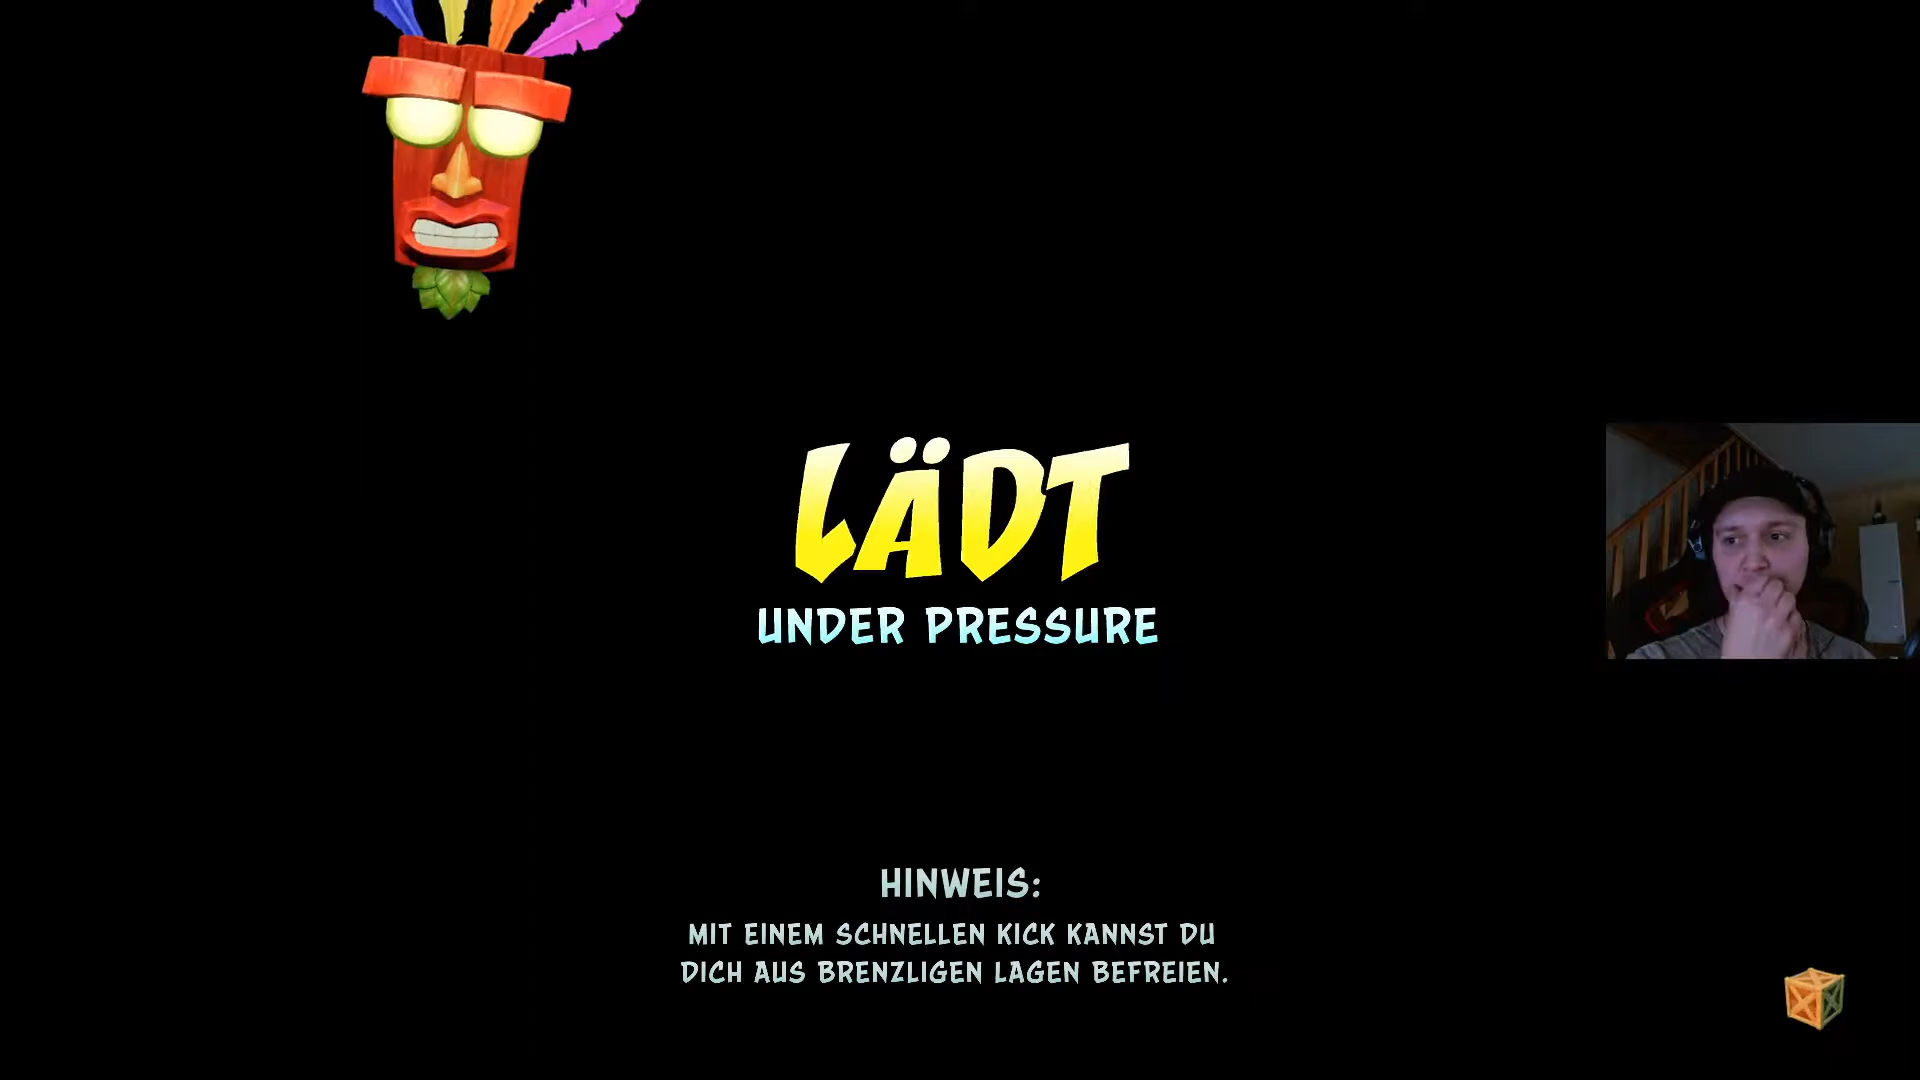 LÄDT
UNDER PRESSURE
HINWEIS:
MIT EINEM SCHNELLEN KICK KANNST DU
DICH AUS BRENZLIGEN LAGEN BEFREIEN.